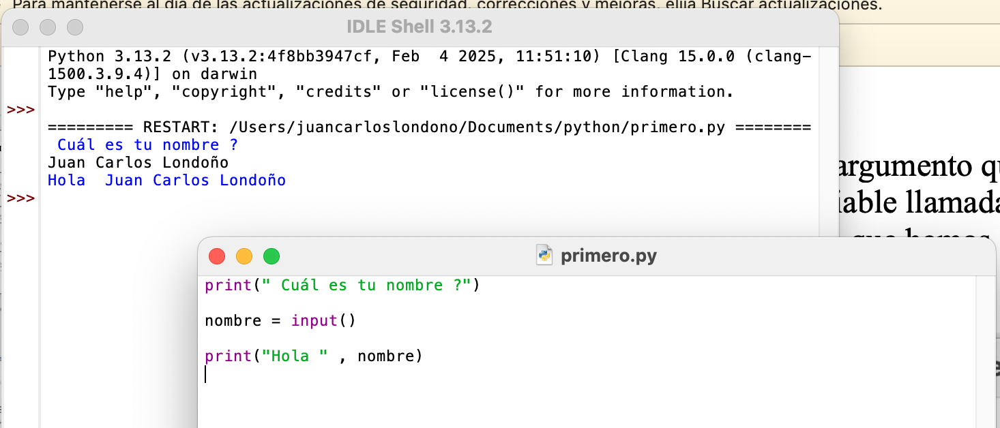 Para mantenerse al día de las actualizaciones de seguridad, correcciones y mejoras, elija Buscar actualizaciones.
IDLE Shell 3.13.2
Python 3.13.2 (v3.13.2:4f8bb3947cf, Feb  4 2025, 11:51:10) [Clang 15.0.0 (clang-
1500.3.9.4)] on darwin
Type "help", "copyright", "credits" or "license()" for more information.
>>>
========= RESTART: /Users/juancarloslondono/Documents/python/primero.py ========
 Cuál es tu nombre ?
Juan Carlos Londoño
Hola  Juan Carlos Londoño
>>>
argumento
llamada
que hemos
primero.py
print(" Cuál es tu nombre ?")
nombre = input()
print("Hola " , nombre)